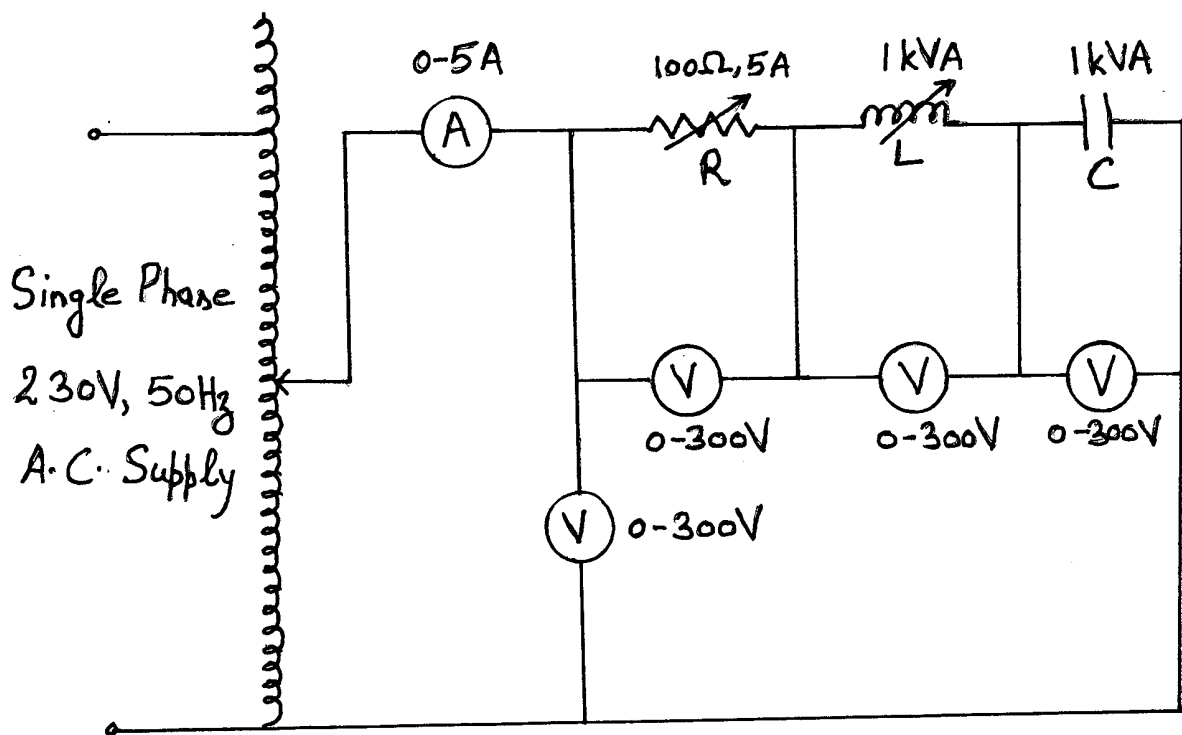 0-5A
100Ω, 5A
1kVA
1kVA
A
R
L
C
Single Phase
230V, 50Hz
A.C. Supply
V
V
V
0-300V
0-300V
0-300V
V
0-300V